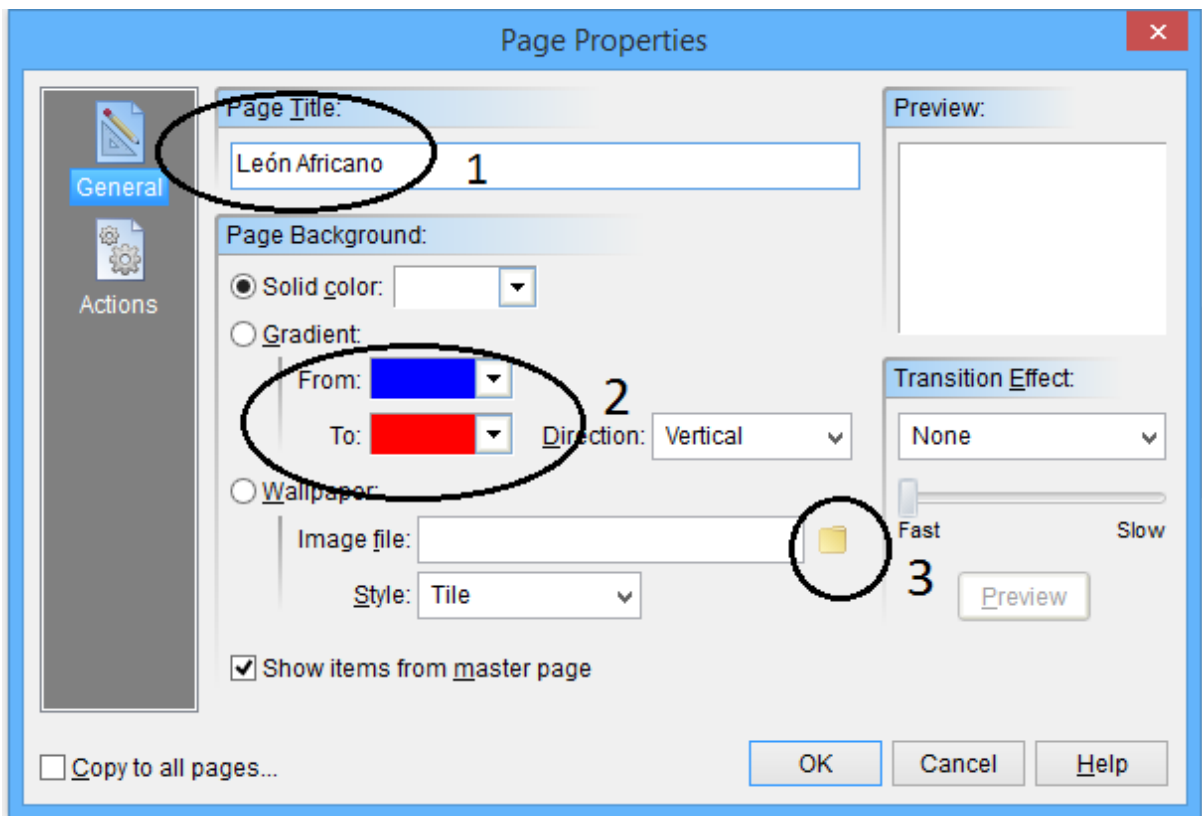 Page Properties
General
Actions
Page Title:
León Africano
1
Page Background:
Solid color:
Gradient:
From:
To:
2
Direction: Vertical
Wallpaper:
Image file:
3
Style: Tile
Show items from master page
Preview:
Transition Effect:
None
Fast Slow
Preview
Copy to all pages...
OK Cancel Help